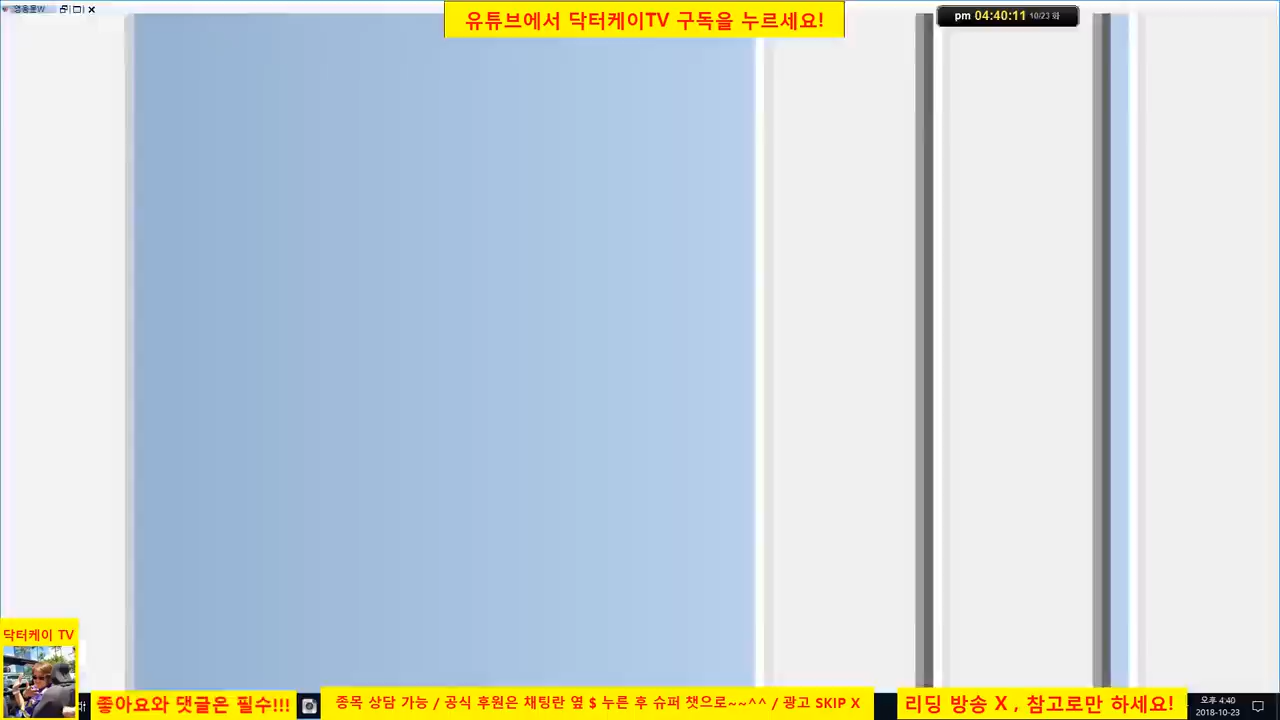 유튜브에서 닥터케이TV 구독을 누르세요!
pm 04:40:11 10/23 화
닥터케이 TV
좋아요와 댓글은 필수!!!
종목 상담 가능 / 공식 후원은 채팅란 옆 $ 누른 후 슈퍼 챗으로~~^^ / 광고 SKIP X
리딩 방송 X , 참고로만 하세요!
오후 4:40
2018-10-23